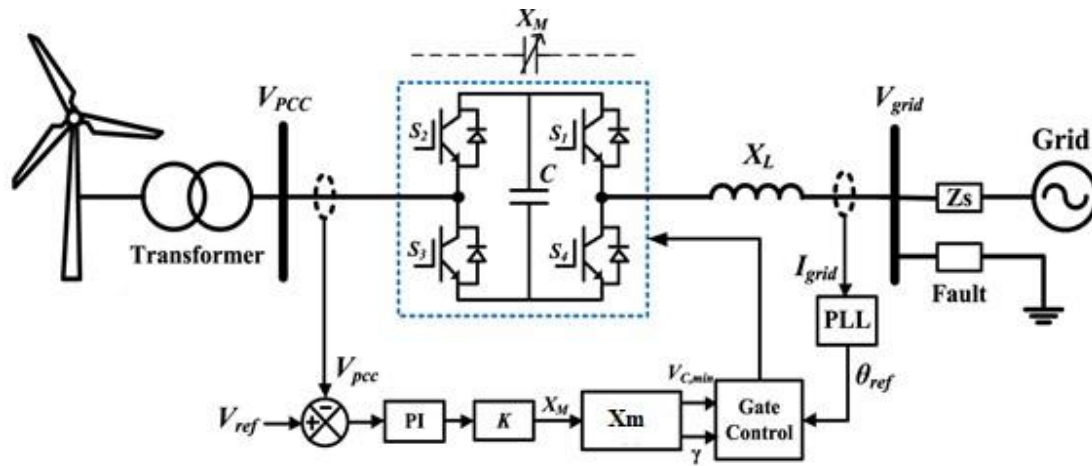 X_M
V_PCC
V_grid
S_2
S_1
Grid
C
X_L
Zs
S_3
S_4
Transformer
I_grid
Fault
PLL
V_pcc
V_C,min
θ_ref
V_ref
+
−
PI
K
X_M
Xm
Gate
Control
γ